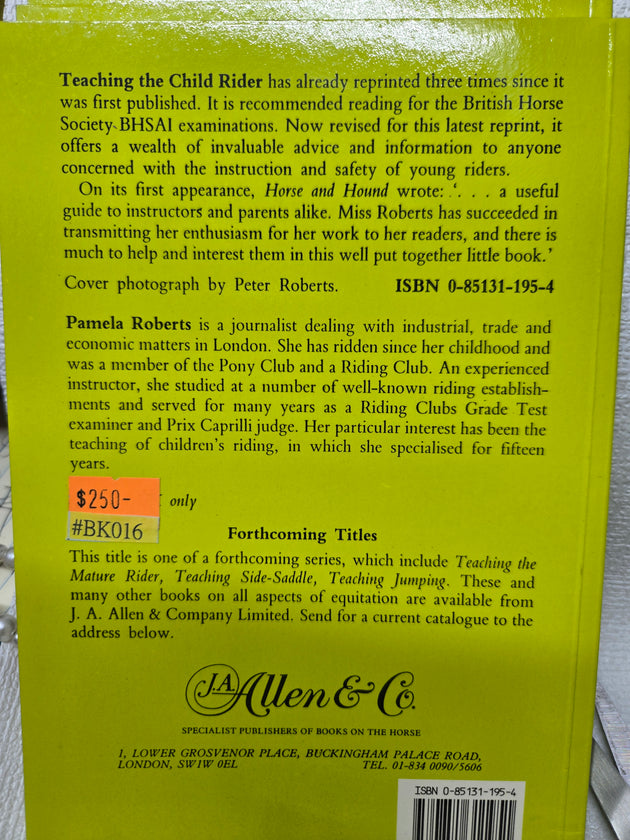 Teaching the Child Rider has already reprinted three times since it
was first published. It is recommended reading for the British Horse
Society BHSAI examinations. Now revised for this latest reprint, it
offers a wealth of invaluable advice and information to anyone
concerned with the instruction and safety of young riders.
On its first appearance, Horse and Hound wrote: '. . . a useful
guide to instructors and parents alike. Miss Roberts has succeeded in
transmitting her enthusiasm for her work to her readers, and there is
much to help and interest them in this well put together little book.'
Cover photograph by Peter Roberts. ISBN 0-85131-195-4
Pamela Roberts is a journalist dealing with industrial, trade and
economic matters in London. She has ridden since her childhood and
was a member of the Pony Club and a Riding Club. An experienced
instructor, she studied at a number of well-known riding establish-
ments and served for many years as a Riding Clubs Grade Test
examiner and Prix Caprilli judge. Her particular interest has been the
teaching of children's riding, in which she specialised for fifteen
years.
$250- only
#BK016
Forthcoming Titles
This title is one of a forthcoming series, which include Teaching the
Mature Rider, Teaching Side-Saddle, Teaching Jumping. These and
many other books on all aspects of equitation are available from
J. A. Allen & Company Limited. Send for a current catalogue to the
address below.
J.A. Allen & Co.
SPECIALIST PUBLISHERS OF BOOKS ON THE HORSE
1, LOWER GROSVENOR PLACE, BUCKINGHAM PALACE ROAD,
LONDON, SW1W 0EL TEL. 01-834 0090/5606
ISBN 0-85131-195-4